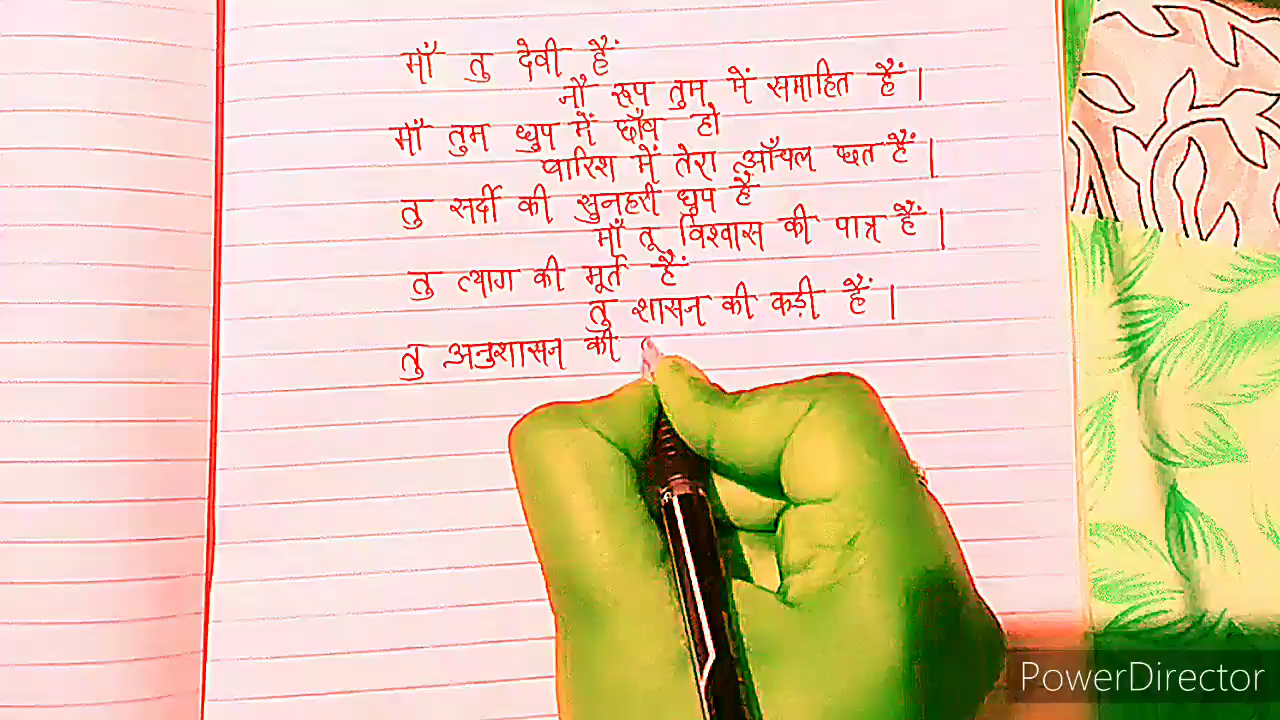 माँ तु देवी हैं
नौ रूप तुम में समाहित हैं |
माँ तुम धुप में छाँव हो
बारिश में तेरा आँचल छत हैं |
तु सर्दी की सुनहरी धुप हैं
माँ तू विश्वास की पात्र हैं |
तु त्याग की मूर्त हैं
तु शासन की कड़ी हैं |
तु अनुशासन की
PowerDirector